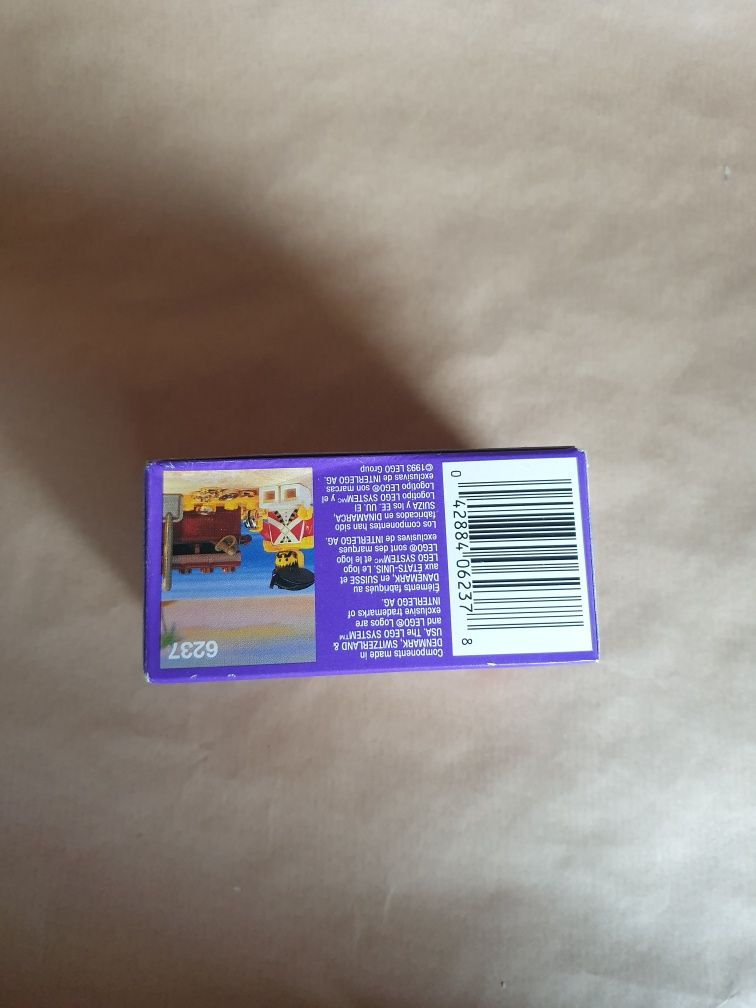 Components made in
DENMARK, SWITZERLAND &
USA. The LEGO SYSTEM™
and LEGO® Logos are
exclusive trademarks of
INTERLEGO AG.
Éléments fabriqués au
DANEMARK, en SUISSE et
aux ÉTATS-UNIS. Le logo
LEGO SYSTEMᴹᶜ et le logo
LEGO® sont des marques
exclusives de INTERLEGO AG.
Los componentes han sido
fabricados en DINAMARCA
SUIZA y los EE. UU. El
Logotipo LEGO SYSTEMᴹᶜ y el
Logotipo LEGO® son marcas
exclusivas de INTERLEGO AG.
©1993 LEGO Group
6237
0 42884 06237 8